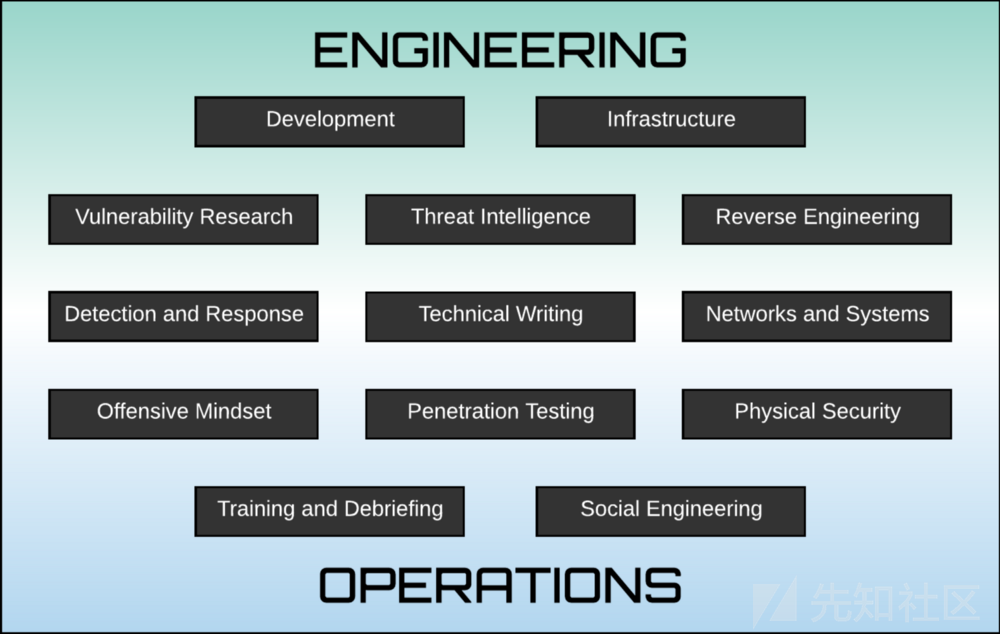 ENGINEERING
Development
Infrastructure
Vulnerability Research
Threat Intelligence
Reverse Engineering
Detection and Response
Technical Writing
Networks and Systems
Offensive Mindset
Penetration Testing
Physical Security
Training and Debriefing
Social Engineering
OPERATIONS
先知社区